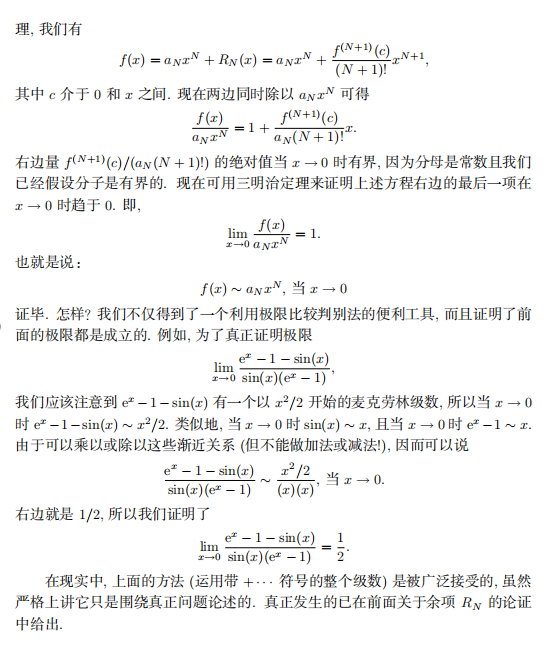 理, 我们有
f(x) = a_N x^N + R_N(x) = a_N x^N + \frac{f^{(N+1)}(c)}{(N+1)!} x^{N+1},
其中 c 介于 0 和 x 之间. 现在两边同时除以 a_N x^N 可得
\frac{f(x)}{a_N x^N} = 1 + \frac{f^{(N+1)}(c)}{a_N(N+1)!} x.
右边量 f^{(N+1)}(c)/(a_N(N+1)!) 的绝对值当 x → 0 时有界, 因为分母是常数且我们
已经假设分子是有界的. 现在可用三明治定理来证明上述方程右边的最后一项在
x → 0 时趋于 0. 即,
\lim_{x→0} \frac{f(x)}{a_N x^N} = 1.
也就是说:
f(x) ∼ a_N x^N, 当 x → 0
证毕. 怎样? 我们不仅得到了一个利用极限比较判别法的便利工具, 而且证明了前
面的极限都是成立的. 例如, 为了真正证明极限
\lim_{x→0} \frac{e^x − 1 − sin(x)}{sin(x)(e^x − 1)},
我们应该注意到 e^x − 1 − sin(x) 有一个以 x^2/2 开始的麦克劳林级数, 所以当 x → 0
时 e^x − 1 − sin(x) ∼ x^2/2. 类似地, 当 x → 0 时 sin(x) ∼ x, 且当 x → 0 时 e^x − 1 ∼ x.
由于可以乘以或除以这些渐近关系 (但不能做加法或减法!), 因而可以说
\frac{e^x − 1 − sin(x)}{sin(x)(e^x − 1)} ∼ \frac{x^2/2}{(x)(x)}, 当 x → 0.
右边就是 1/2, 所以我们证明了
\lim_{x→0} \frac{e^x − 1 − sin(x)}{sin(x)(e^x − 1)} = \frac{1}{2}.
在现实中, 上面的方法 (运用带 + ⋯ 符号的整个级数) 是被广泛接受的, 虽然
严格上讲它只是围绕真正问题论述的. 真正发生的已在前面关于余项 R_N 的论证
中给出.